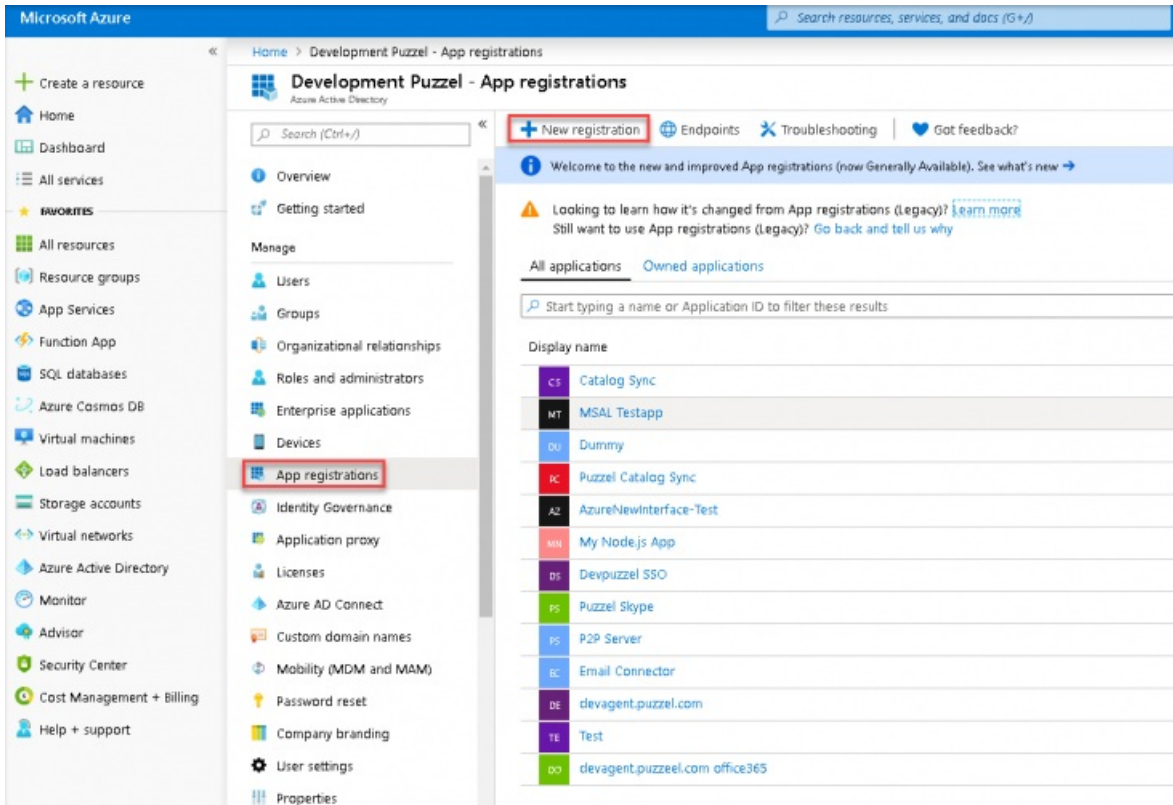 Microsoft Azure
Search resources, services, and docs (G+/)
«
Create a resource
Home
Dashboard
All services
FAVORITES
All resources
Resource groups
App Services
Function App
SQL databases
Azure Cosmos DB
Virtual machines
Load balancers
Storage accounts
Virtual networks
Azure Active Directory
Monitor
Advisor
Security Center
Cost Management + Billing
Help + support
Home > Development Puzzel - App registrations
Development Puzzel - App registrations
Azure Active Directory
Search (Ctrl+/)
«
Overview
Getting started
Manage
Users
Groups
Organizational relationships
Roles and administrators
Enterprise applications
Devices
App registrations
Identity Governance
Application proxy
Licenses
Azure AD Connect
Custom domain names
Mobility (MDM and MAM)
Password reset
Company branding
User settings
Properties
New registration Endpoints Troubleshooting Got feedback?
Welcome to the new and improved App registrations (now Generally Available). See what's new →
Looking to learn how it's changed from App registrations (Legacy)? Learn more
Still want to use App registrations (Legacy)? Go back and tell us why
All applications Owned applications
Start typing a name or Application ID to filter these results
Display name
CS Catalog Sync
MT MSAL Testapp
DU Dummy
PC Puzzel Catalog Sync
AZ AzureNewInterface-Test
MN My Node.js App
DS Devpuzzel SSO
PS Puzzel Skype
PS P2P Server
EC Email Connector
DE devagent.puzzel.com
TE Test
DO devagent.puzzeel.com office365